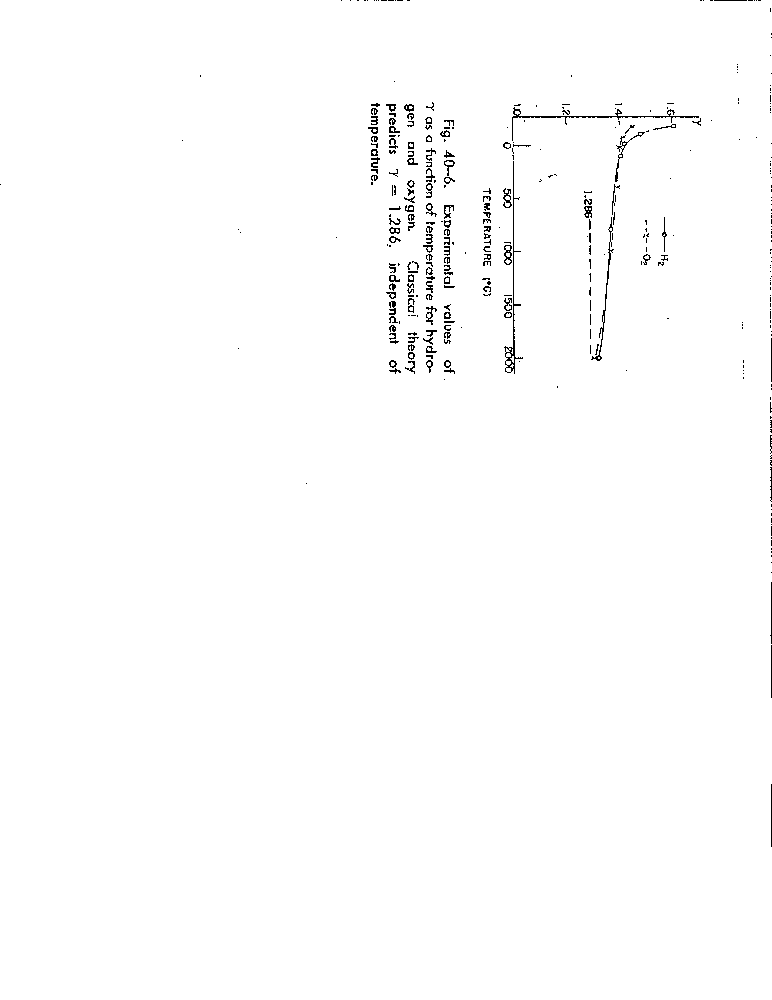 γ
1.6
1.4
1.2
1.0
—o—H₂
--x--O₂
1.286
0 500 1000 1500 2000
TEMPERATURE (°C)
Fig. 40–6. Experimental values of
γ as a function of temperature for hydro-
gen and oxygen. Classical theory
predicts γ = 1.286, independent of
temperature.